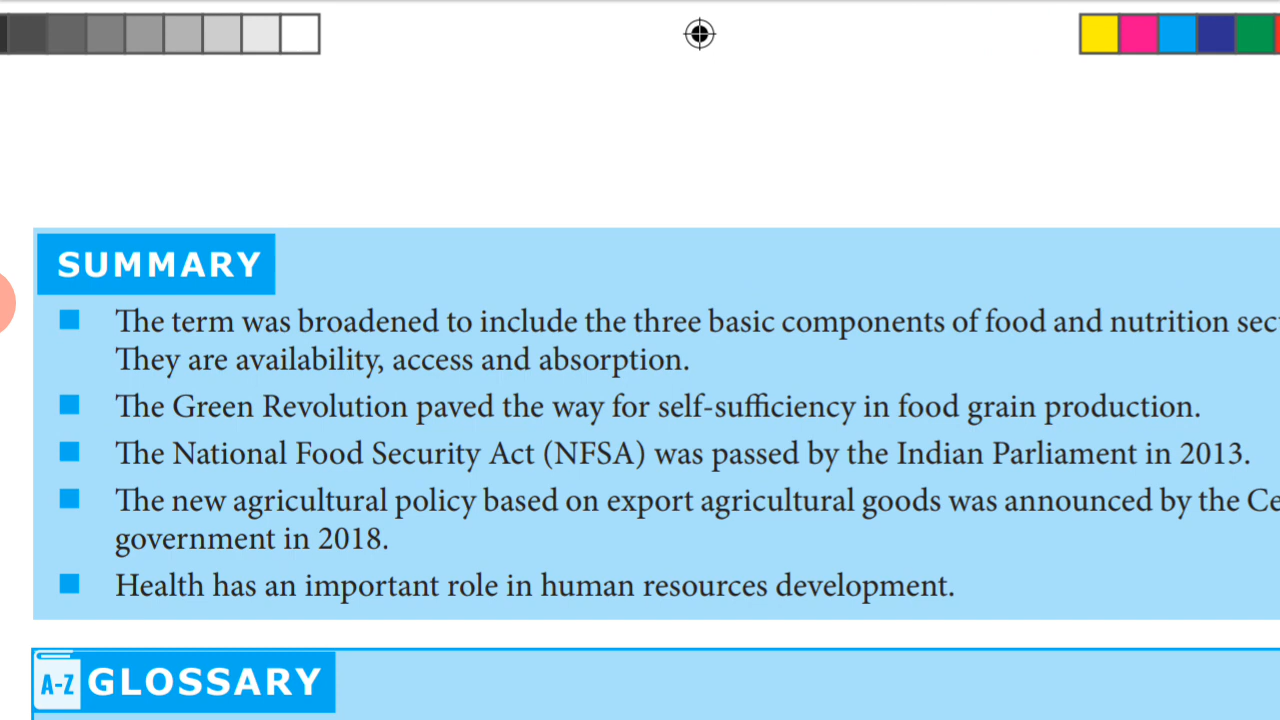 SUMMARY
The term was broadened to include the three basic components of food and nutrition
They are availability, access and absorption.
The Green Revolution paved the way for self-sufficiency in food grain production.
The National Food Security Act (NFSA) was passed by the Indian Parliament in 2013.
The new agricultural policy based on export agricultural goods was announced by the
government in 2018.
Health has an important role in human resources development.
A-Z GLOSSARY